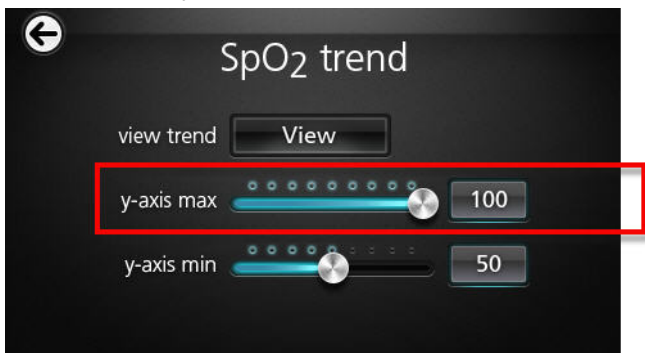 SpO2 trend
view trend View
y-axis max 100
y-axis min 50